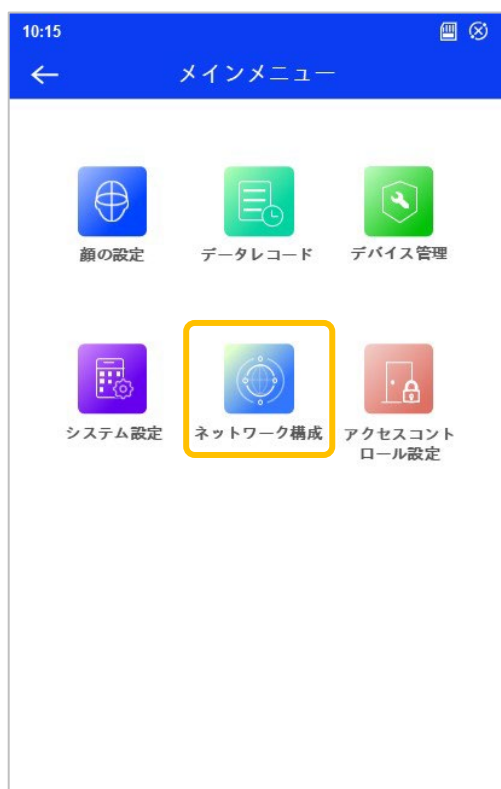 10:15
メインメニュー
顔の設定
データレコード
デバイス管理
システム設定
ネットワーク構成
アクセスコント
ロール設定